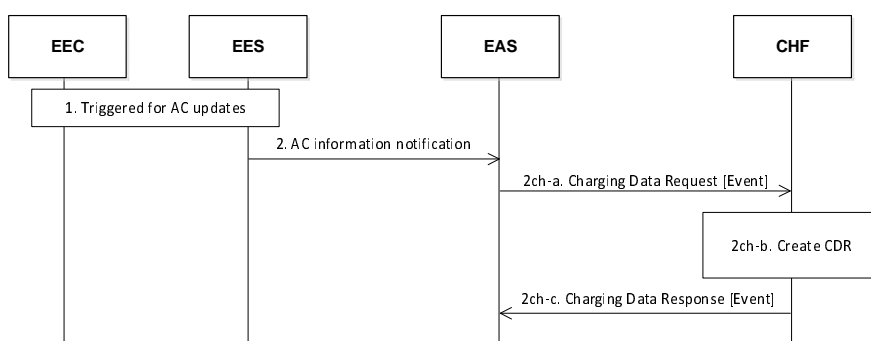 EEC
EES
EAS
CHF
1. Triggered for AC updates
2. AC information notification
2ch-a. Charging Data Request [Event]
2ch-b. Create CDR
2ch-c. Charging Data Response [Event]